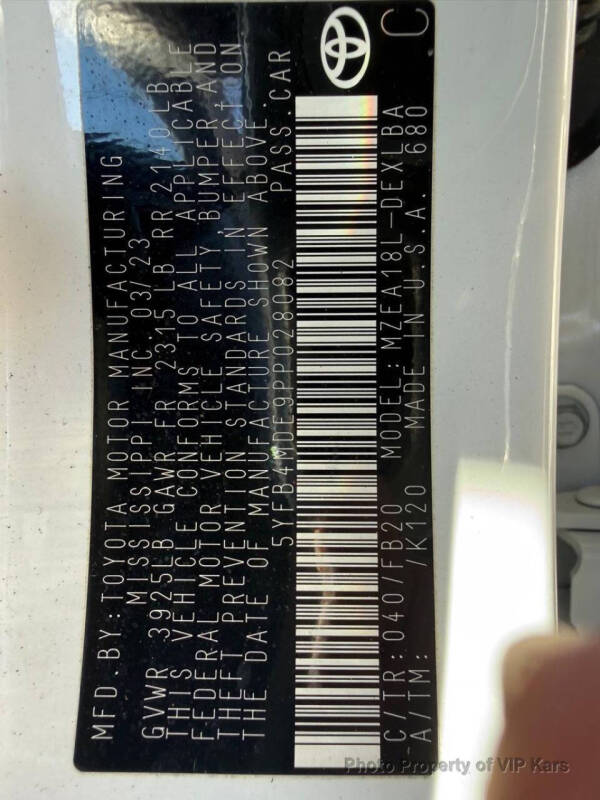 MFD.BY:TOYOTA MOTOR MANUFACTURING
MISSISSIPPI INC. 03/23
GVWR 3925LB GAWR FR 2315LB RR 2140LB
THIS VEHICLE CONFORMS TO ALL APPLICABLE
FEDERAL MOTOR VEHICLE SAFETY, BUMPER, AND
THEFT PREVENTION STANDARDS IN EFFECT ON
THE DATE OF MANUFACTURE SHOWN ABOVE.
5YFB4MDE9PP028082 PASS.CAR
C/TR:040/FB20 MODEL:MZEA18L-DEXLBA
A/TM: /K120 MADE IN U.S.A. 680
C
Photo Property of VIP Kars